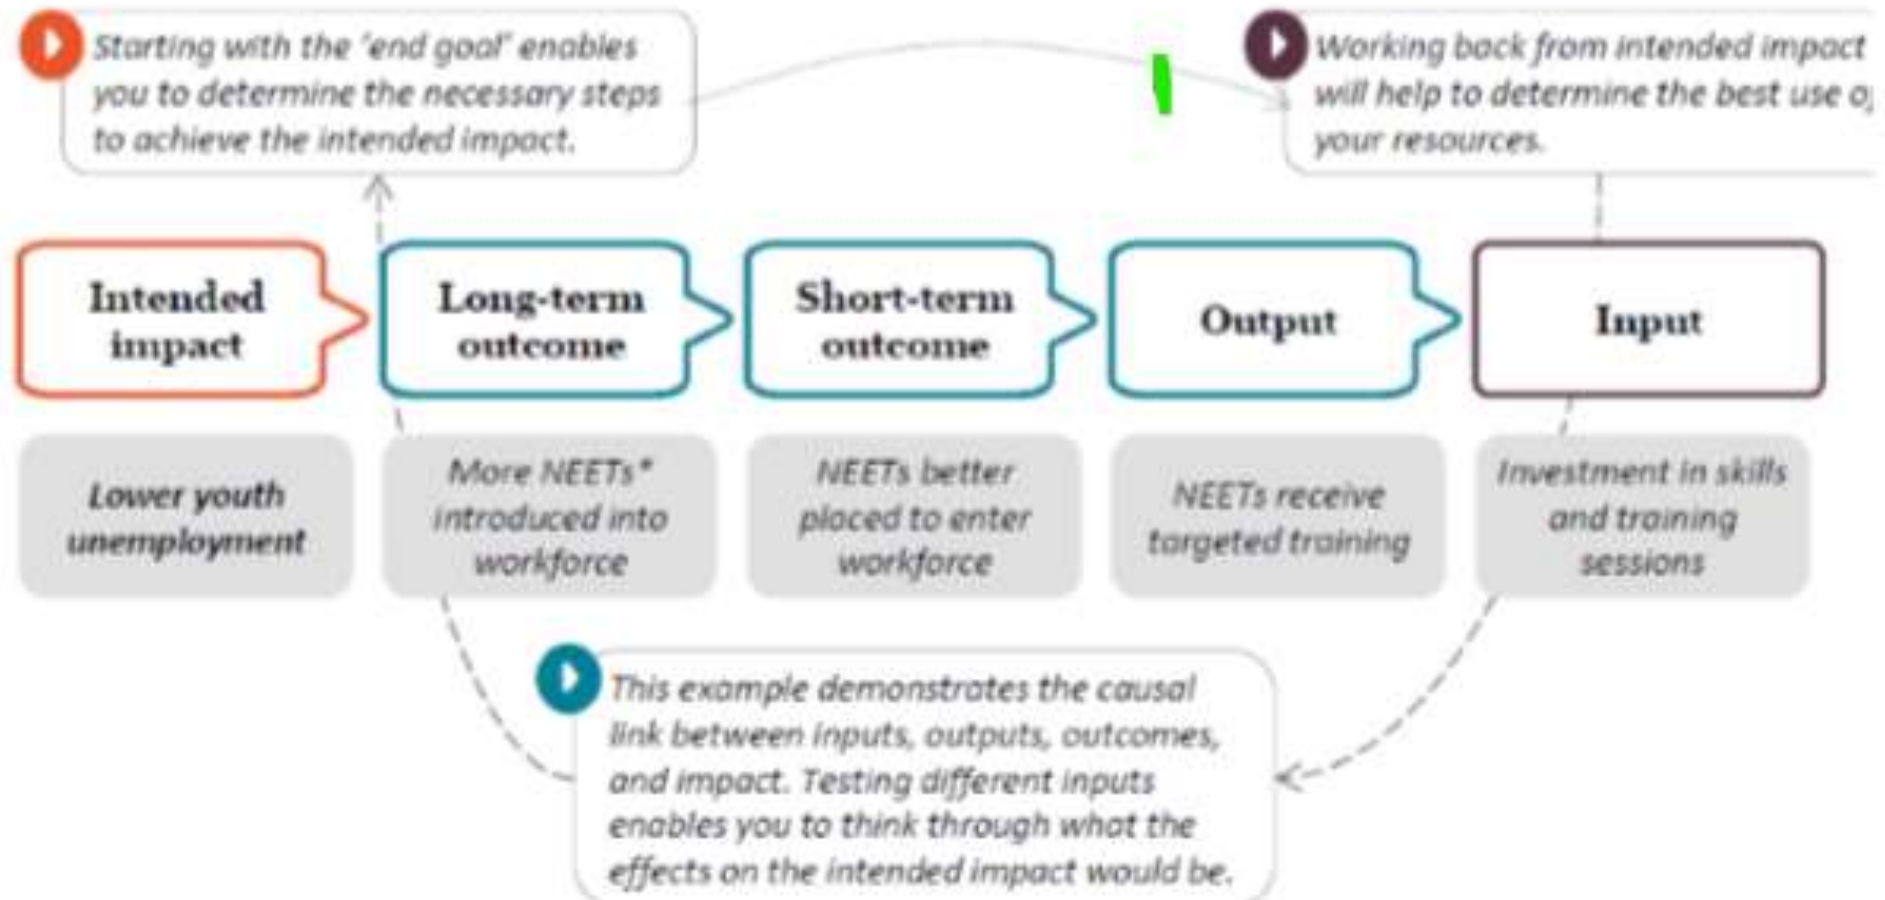 Starting with the 'end goal' enables
you to determine the necessary steps
to achieve the intended impact.
Working back from intended impact
will help to determine the best use
your resources.
Intended
impact
Long-term
outcome
Short-term
outcome
Output
Input
Lower youth
unemployment
More NEETs*
introduced into
workforce
NEETs better
placed to enter
workforce
NEETs receive
targeted training
Investment in skills
and training
sessions
This example demonstrates the causal
link between inputs, outputs, outcomes,
and impact. Testing different inputs
enables you to think through what the
effects on the intended impact would be.